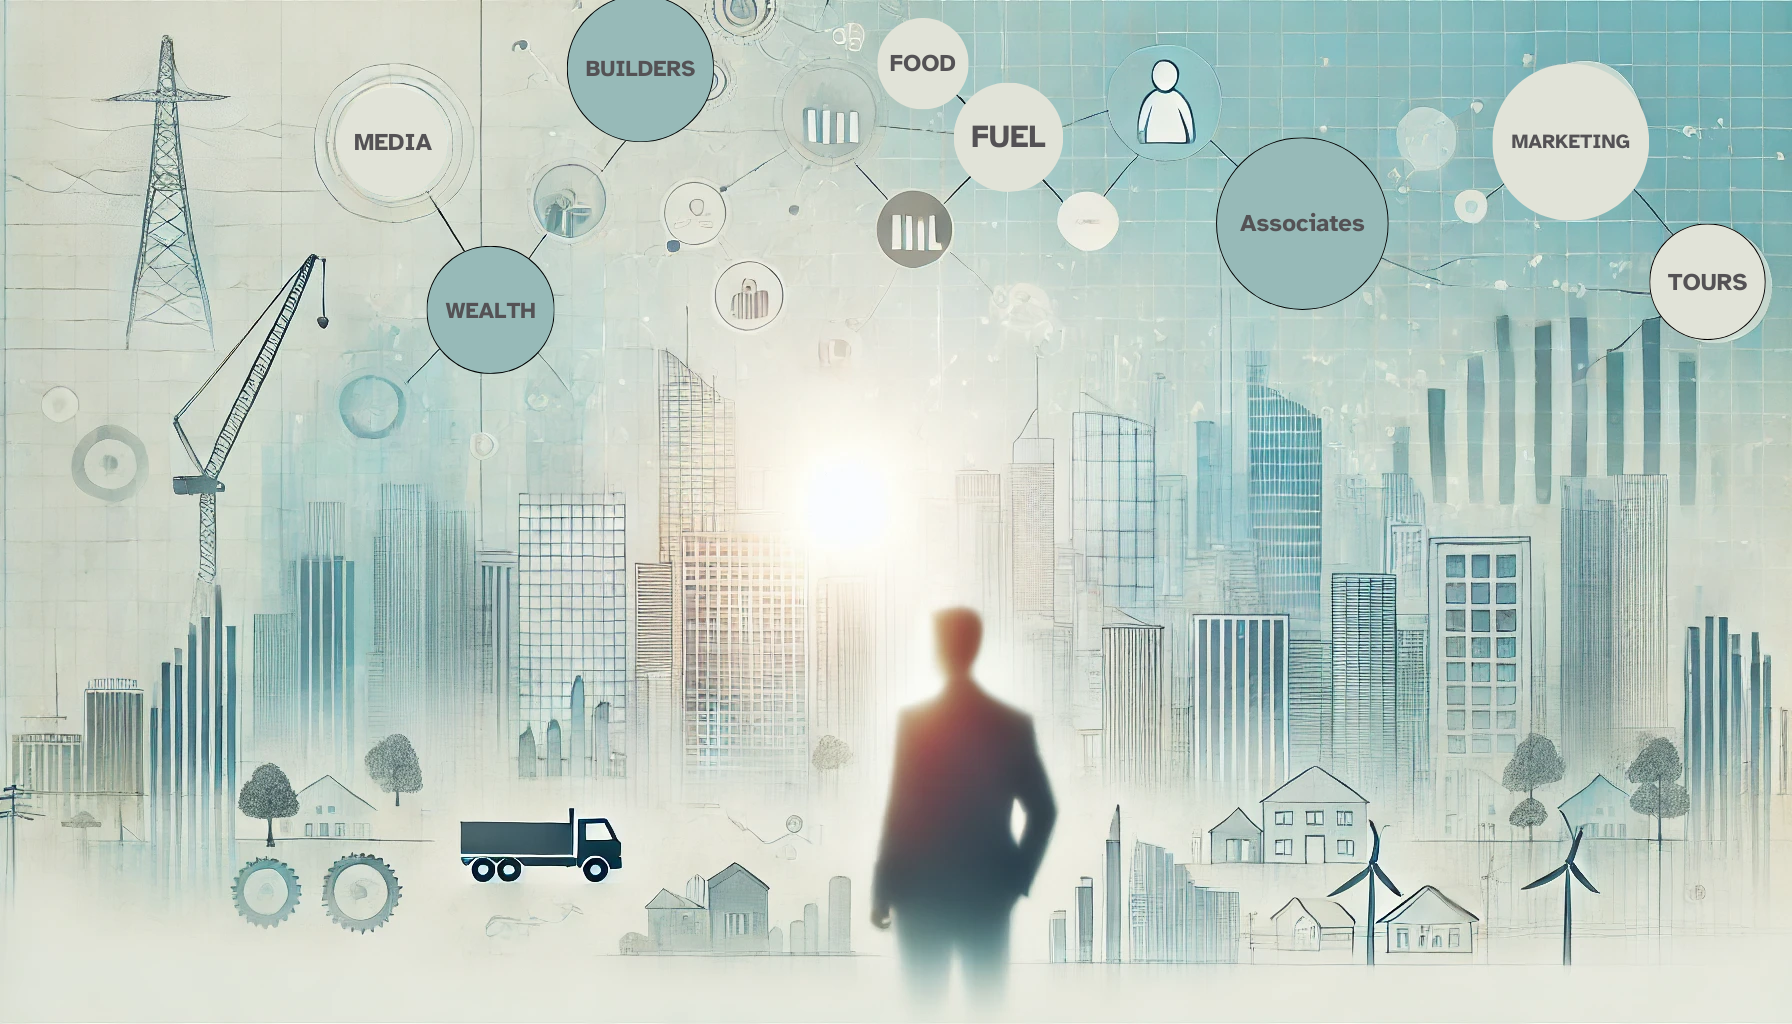 BUILDERS
FOOD
MEDIA
FUEL
MARKETING
Associates
WEALTH
TOURS